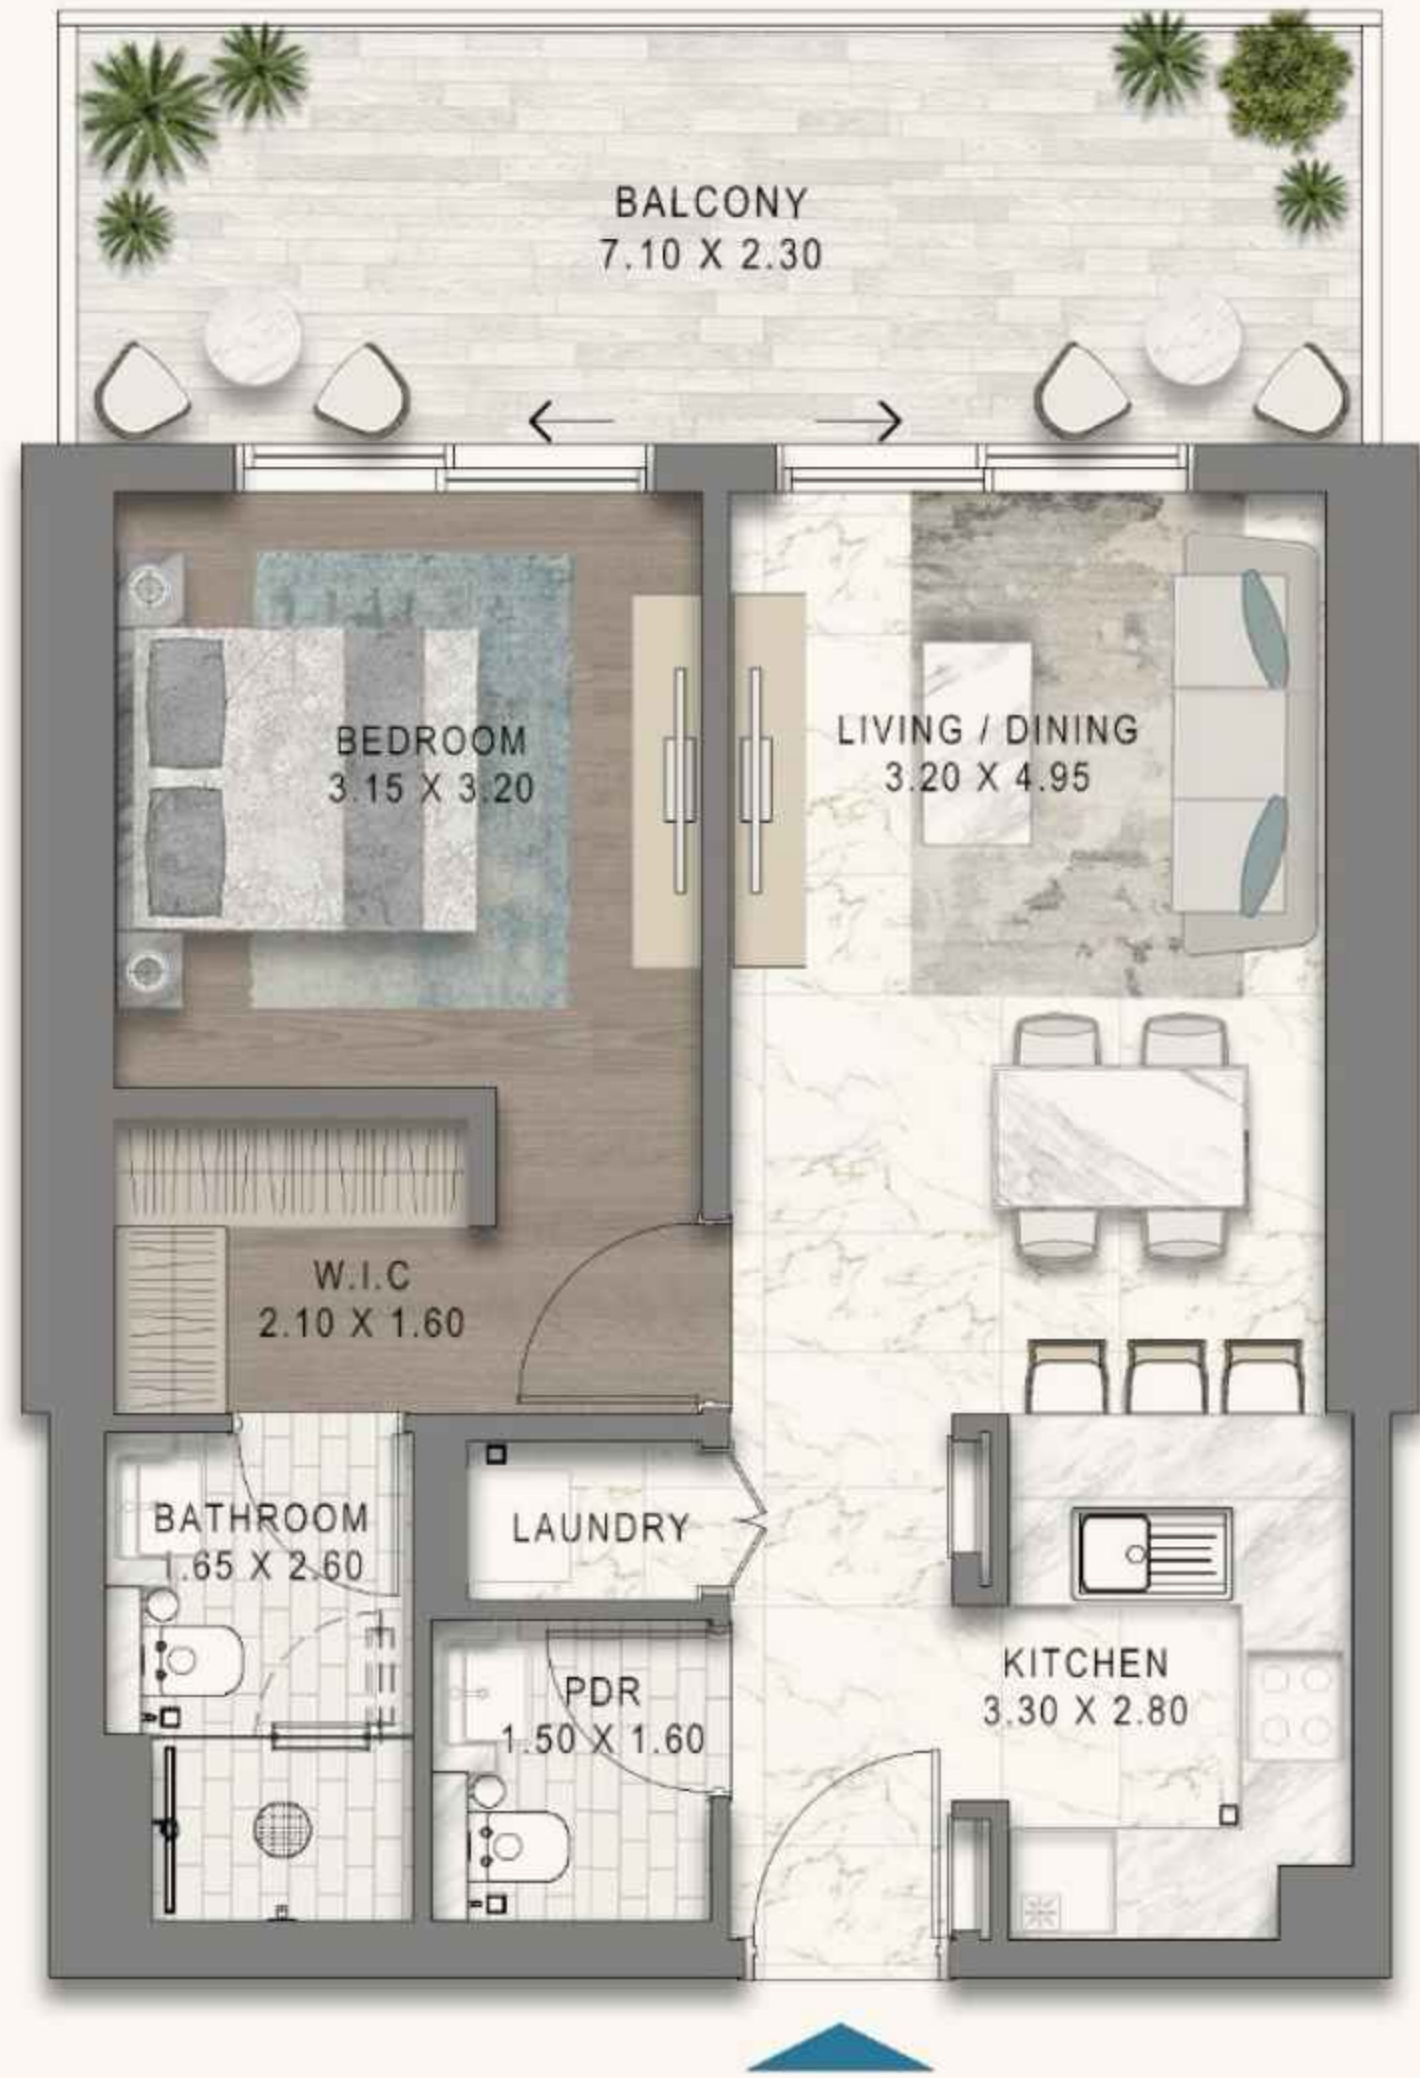 BALCONY
7.10 X 2.30
BEDROOM
3.15 X 3.20
LIVING / DINING
3.20 X 4.95
W.I.C
2.10 X 1.60
BATHROOM
.65 X 2.60
LAUNDRY
PDR
1.50 X 1.60
KITCHEN
3.30 X 2.80